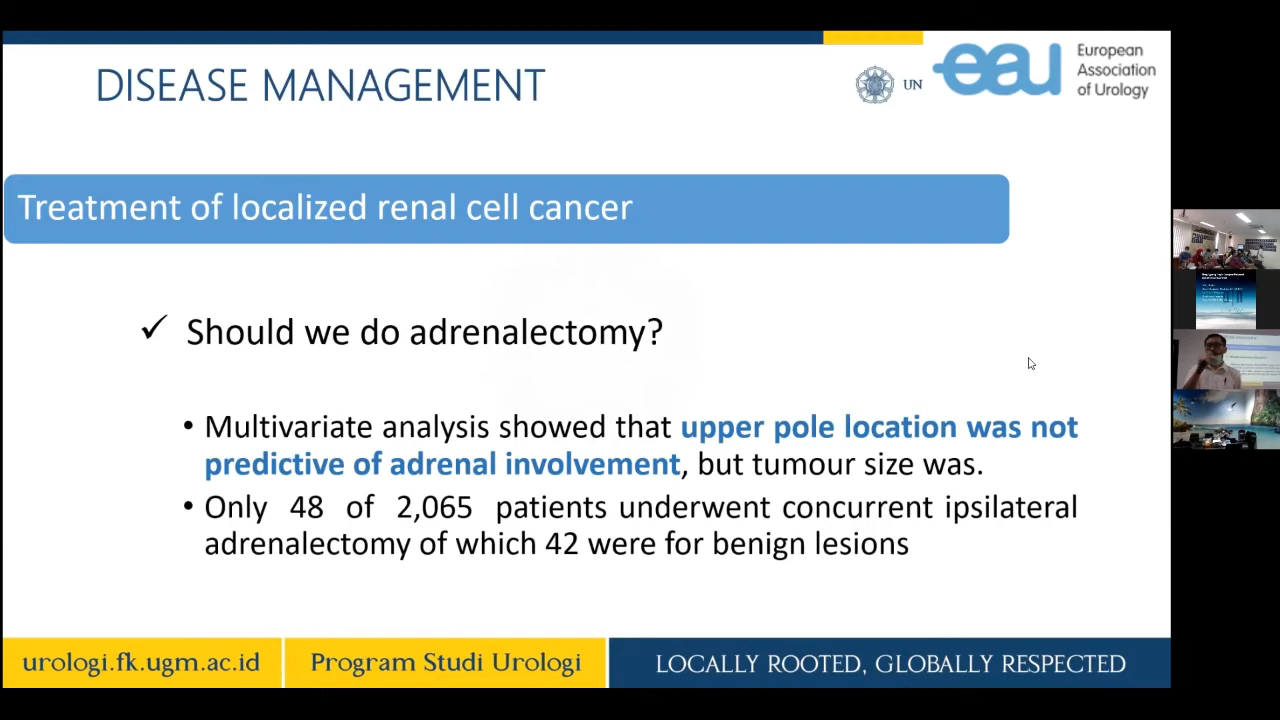 DISEASE MANAGEMENT
UN
eau
European
Association
of Urology
Treatment of localized renal cell cancer
✓ Should we do adrenalectomy?
• Multivariate analysis showed that upper pole location was not
predictive of adrenal involvement, but tumour size was.
• Only 48 of 2,065 patients underwent concurrent ipsilateral
adrenalectomy of which 42 were for benign lesions
urologi.fk.ugm.ac.id
Program Studi Urologi
LOCALLY ROOTED, GLOBALLY RESPECTED